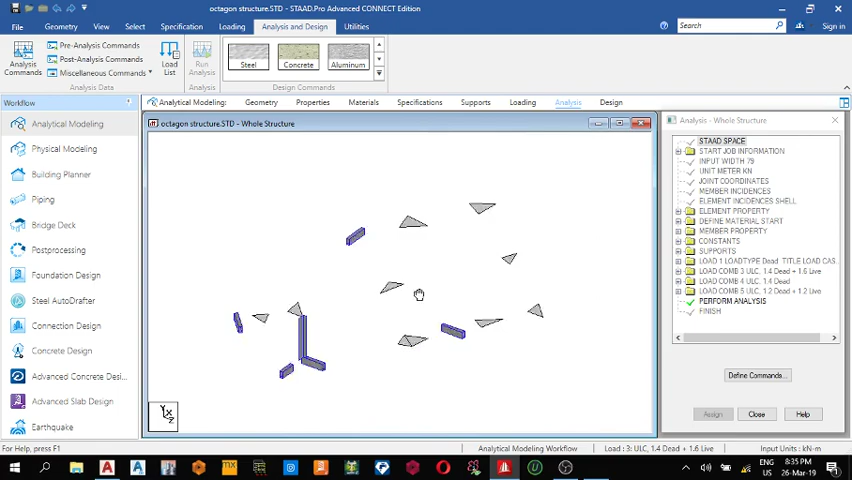 octagon structure.STD - STAAD.Pro Advanced CONNECT Edition
File Geometry View Select Specification Loading Analysis and Design Utilities
Search
Sign in
Analysis Commands
Pre-Analysis Commands
Post-Analysis Commands
Miscellaneous Commands
Analysis Data
Load List
Run Analysis
Analysis
Steel
Concrete
Aluminum
Design Commands
Workflow
Analytical Modeling: Geometry Properties Materials Specifications Supports Loading Analysis Design
Analytical Modeling
Physical Modeling
Building Planner
Piping
Bridge Deck
Postprocessing
Foundation Design
Steel AutoDrafter
Connection Design
Concrete Design
Advanced Concrete Desi...
Advanced Slab Design
Earthquake
octagon structure.STD - Whole Structure
Y
X
Z
Analysis - Whole Structure
STAAD SPACE
START JOB INFORMATION
INPUT WIDTH 79
UNIT METER KN
JOINT COORDINATES
MEMBER INCIDENCES
ELEMENT INCIDENCES SHELL
ELEMENT PROPERTY
DEFINE MATERIAL START
MEMBER PROPERTY
CONSTANTS
SUPPORTS
LOAD 1 LOADTYPE Dead TITLE LOAD CAS
LOAD COMB 3 ULC, 1.4 Dead + 1.6 Live
LOAD COMB 4 ULC, 1.4 Dead
LOAD COMB 5 ULC, 1.2 Dead + 1.2 Live
PERFORM ANALYSIS
FINISH
Define Commands...
Assign
Close
Help
For Help, press F1
Analytical Modeling Workflow
Load : 3: ULC, 1.4 Dead + 1.6 Live
Input Units : kN-m
ENG
US
8:35 PM
26-Mar-19